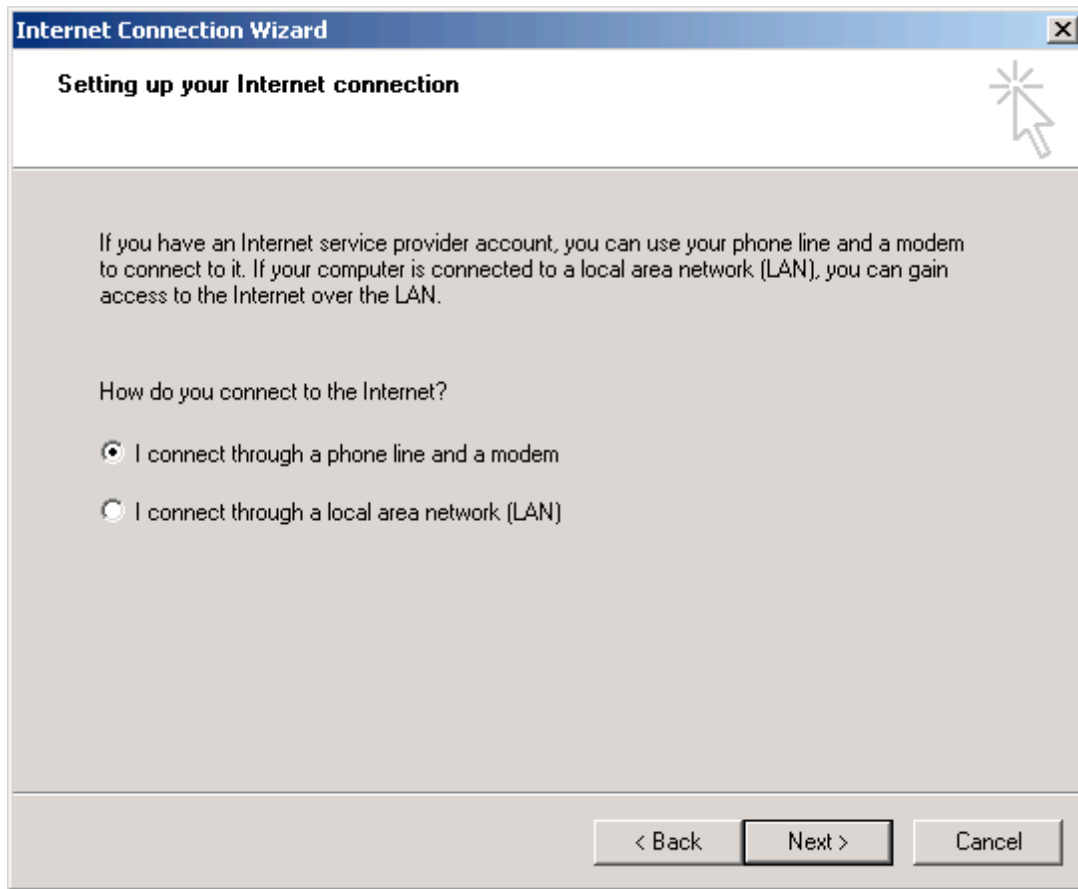 Internet Connection Wizard
Setting up your Internet connection
If you have an Internet service provider account, you can use your phone line and a modem
to connect to it. If your computer is connected to a local area network (LAN), you can gain
access to the Internet over the LAN.
How do you connect to the Internet?
I connect through a phone line and a modem
I connect through a local area network (LAN)
< Back Next > Cancel